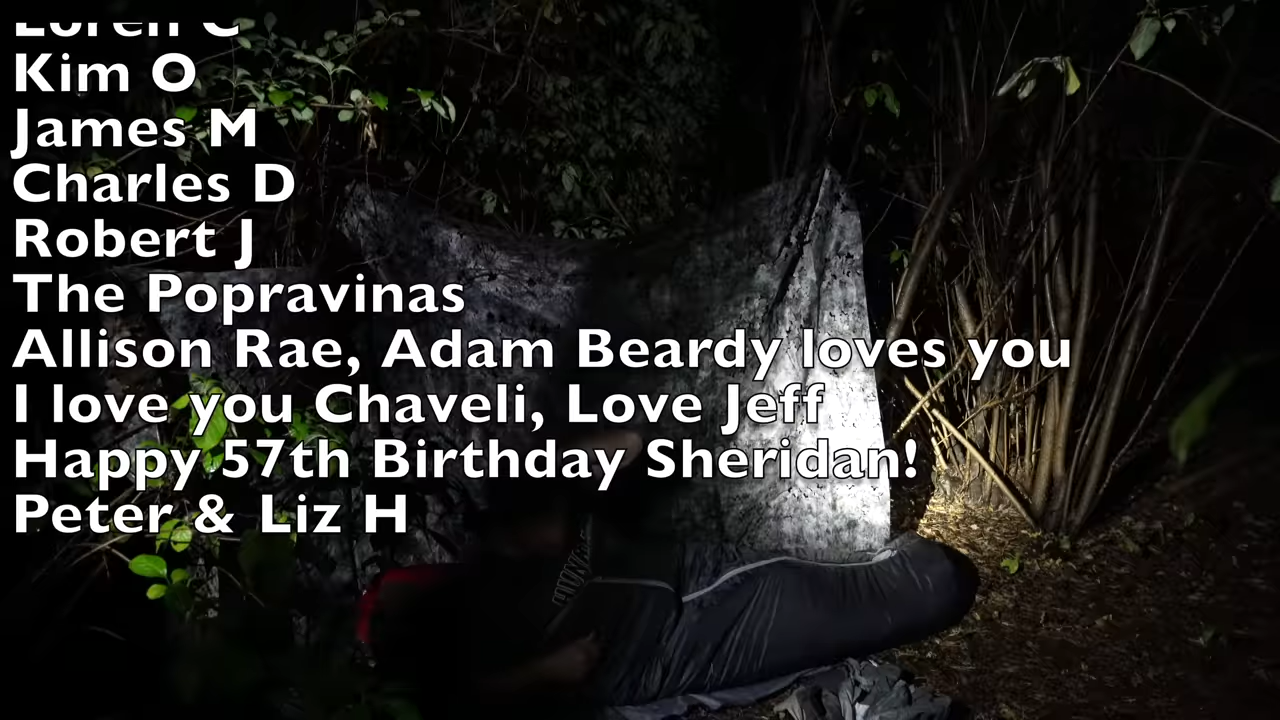 Loren C
Kim O
James M
Charles D
Robert J
The Popravinas
Allison Rae, Adam Beardy loves you
I love you Chaveli, Love Jeff
Happy 57th Birthday Sheridan!
Peter & Liz H